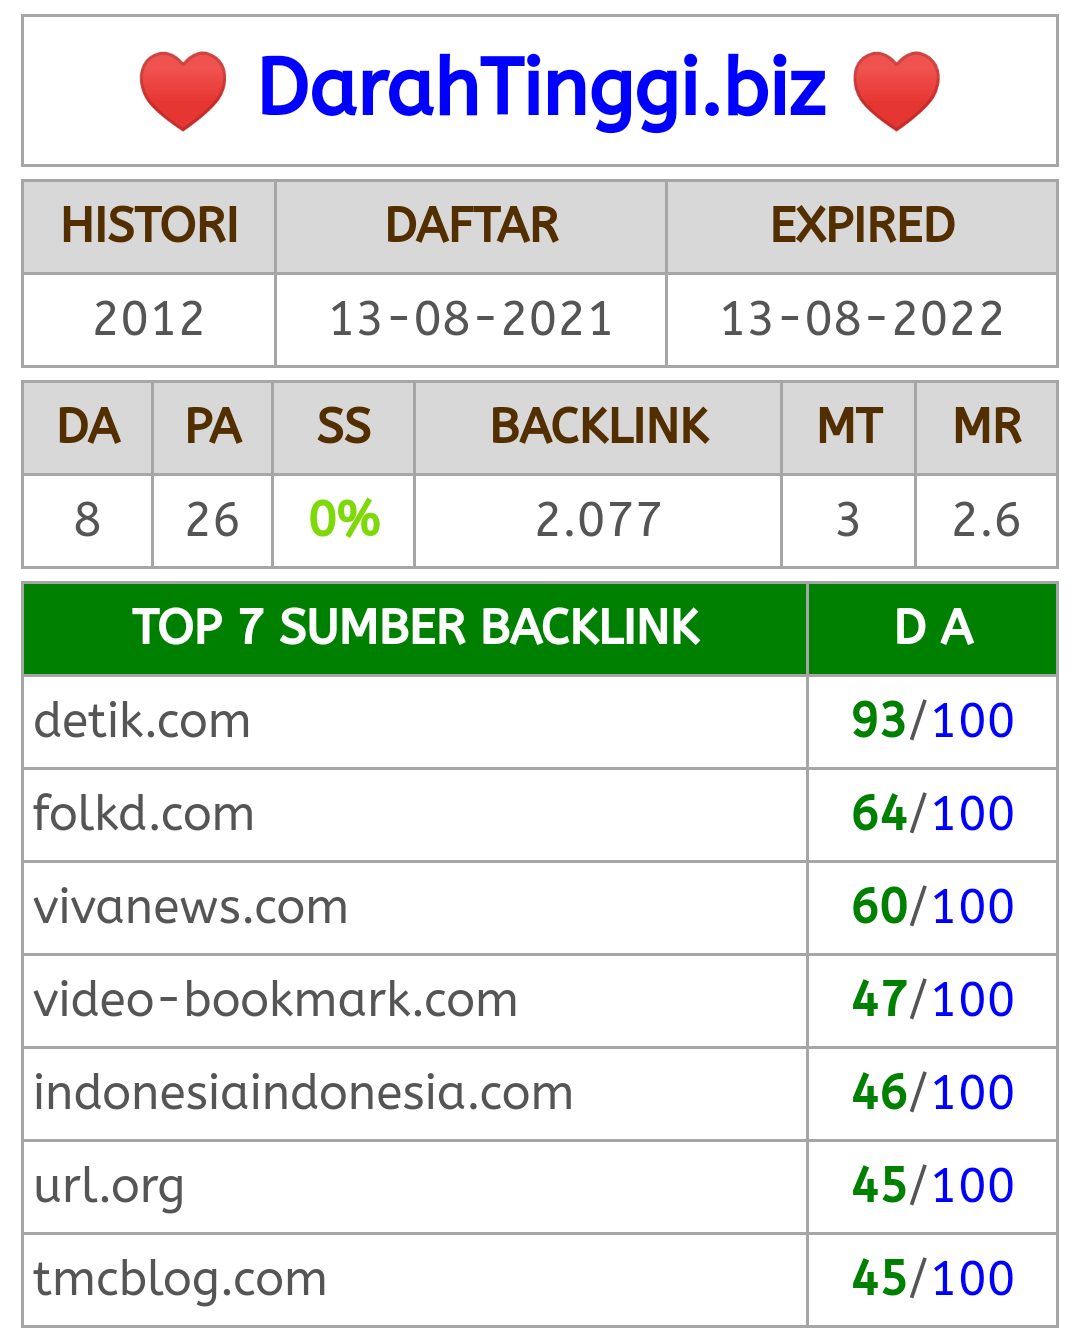 DarahTinggi.biz
HISTORI DAFTAR EXPIRED
2012 13-08-2021 13-08-2022
DA PA SS BACKLINK MT MR
8 26 0% 2.077 3 2.6
TOP 7 SUMBER BACKLINK D A
detik.com 93/100
folkd.com 64/100
vivanews.com 60/100
video-bookmark.com 47/100
indonesiaindonesia.com 46/100
url.org 45/100
tmcblog.com 45/100